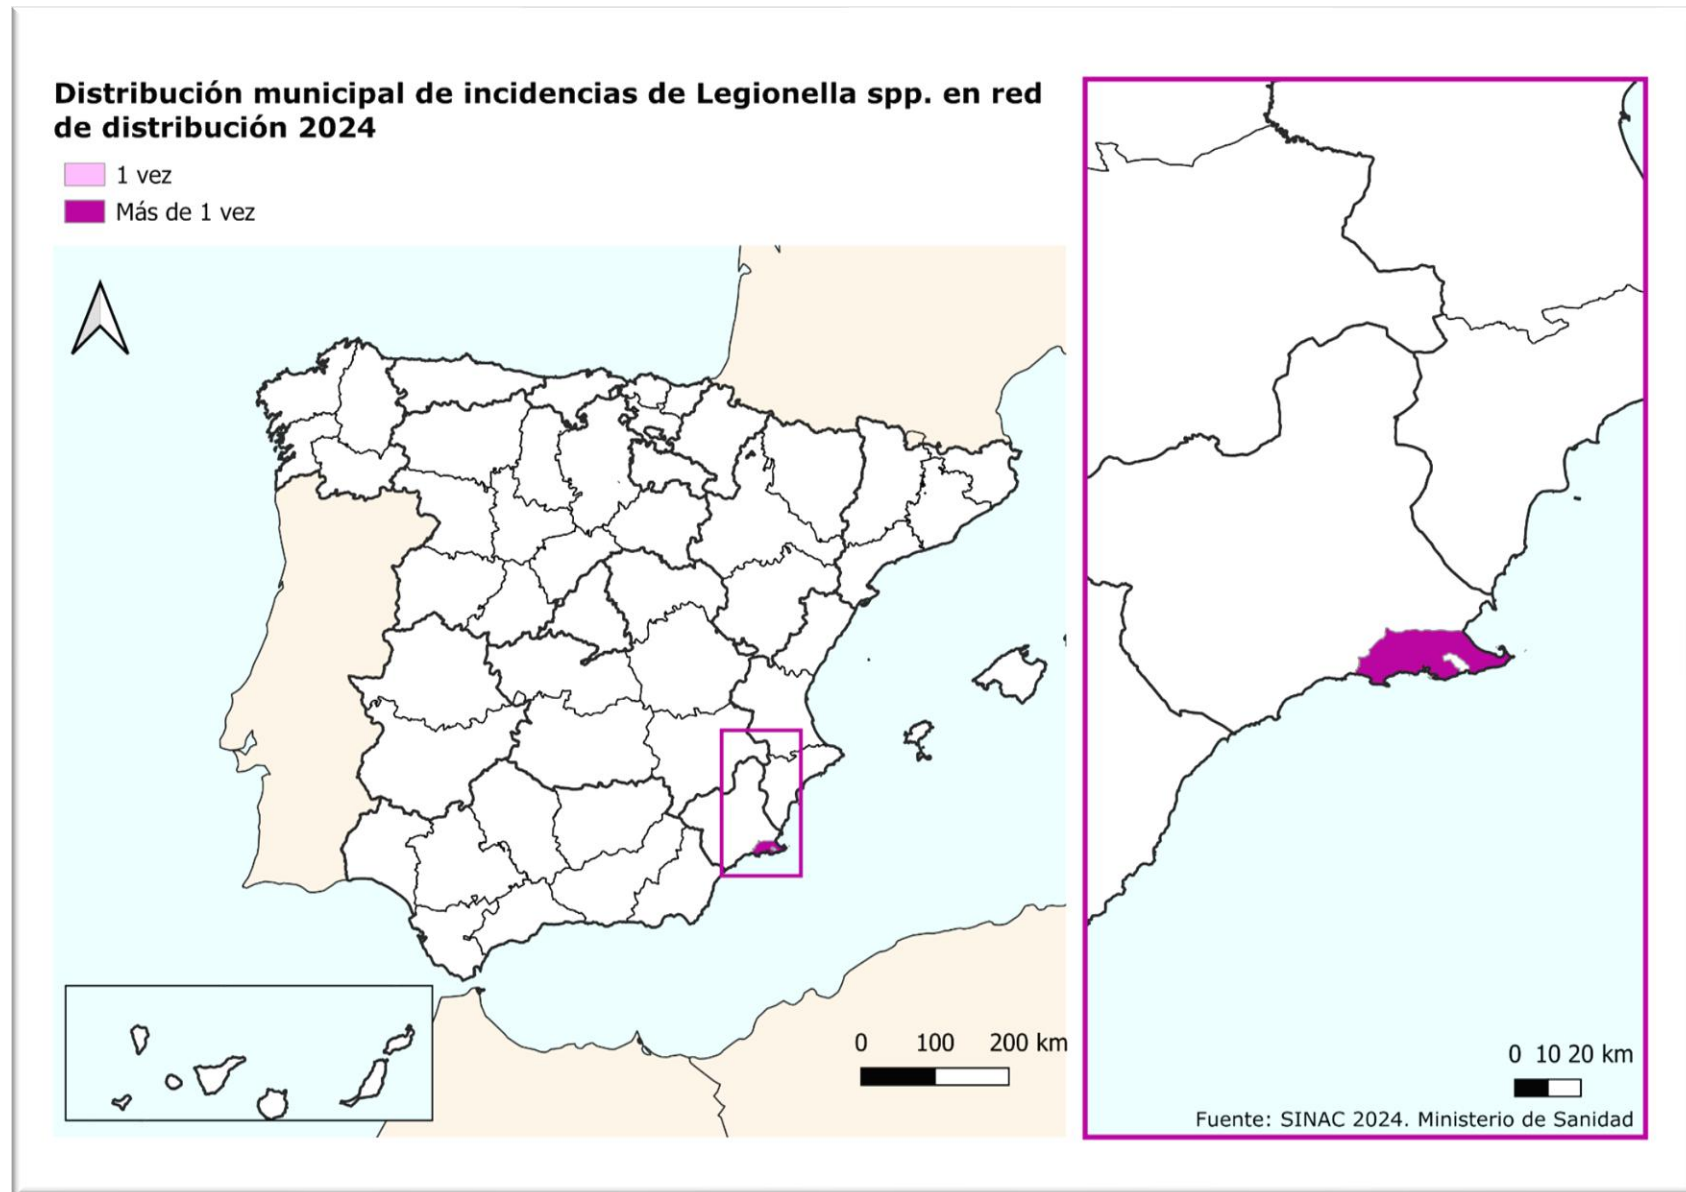 Distribución municipal de incidencias de Legionella spp. en red
de distribución 2024
1 vez
Más de 1 vez
0 100 200 km
0 10 20 km
Fuente: SINAC 2024. Ministerio de Sanidad